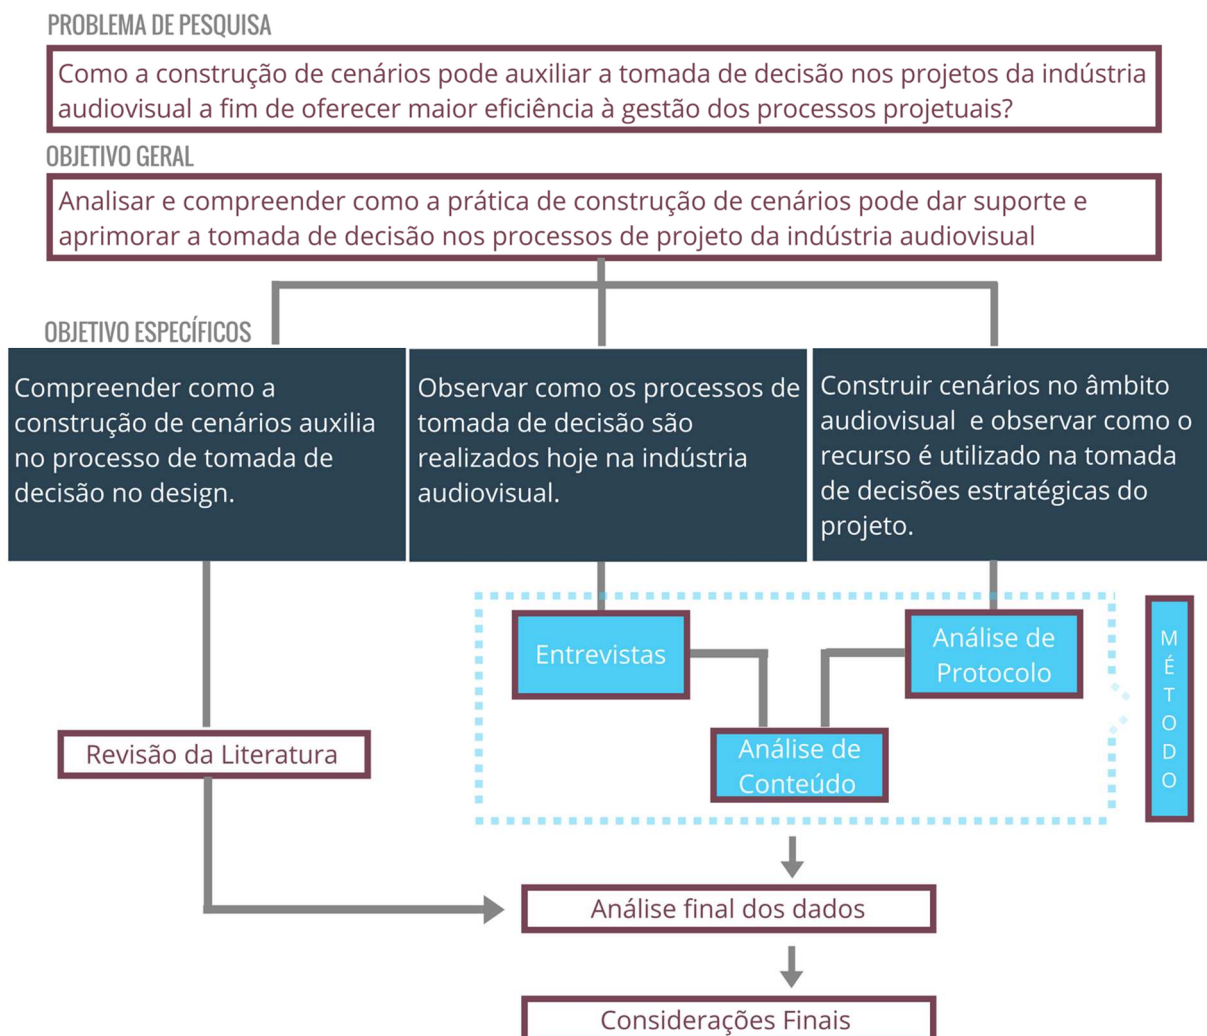 PROBLEMA DE PESQUISA
Como a construção de cenários pode auxiliar a tomada de decisão nos projetos da indústria
audiovisual a fim de oferecer maior eficiência à gestão dos processos projetuais?
OBJETIVO GERAL
Analisar e compreender como a prática de construção de cenários pode dar suporte e
aprimorar a tomada de decisão nos processos de projeto da indústria audiovisual
OBJETIVO ESPECÍFICOS
Compreender como a
construção de cenários auxilia
no processo de tomada de
decisão no design.
Observar como os processos de
tomada de decisão são
realizados hoje na indústria
audiovisual.
Construir cenários no âmbito
audiovisual e observar como o
recurso é utilizado na tomada
de decisões estratégicas do
projeto.
Entrevistas
Análise de
Protocolo
M
É
T
O
D
O
Revisão da Literatura
Análise de
Conteúdo
Análise final dos dados
Considerações Finais